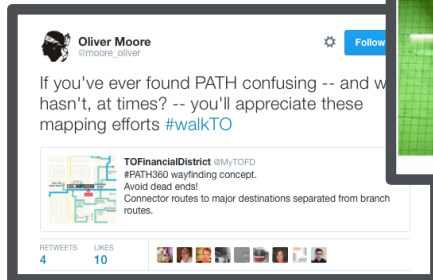 Oliver Moore
@moore_oliver
Follow
If you've ever found PATH confusing -- and w
hasn't, at times? -- you'll appreciate these
mapping efforts #walkTO
TOFinancialDistrict @MyTOFD
#PATH360 wayfinding concept.
Avoid dead ends!
Connector routes to major destinations separated from branch
routes.
RETWEETS LIKES
4 10